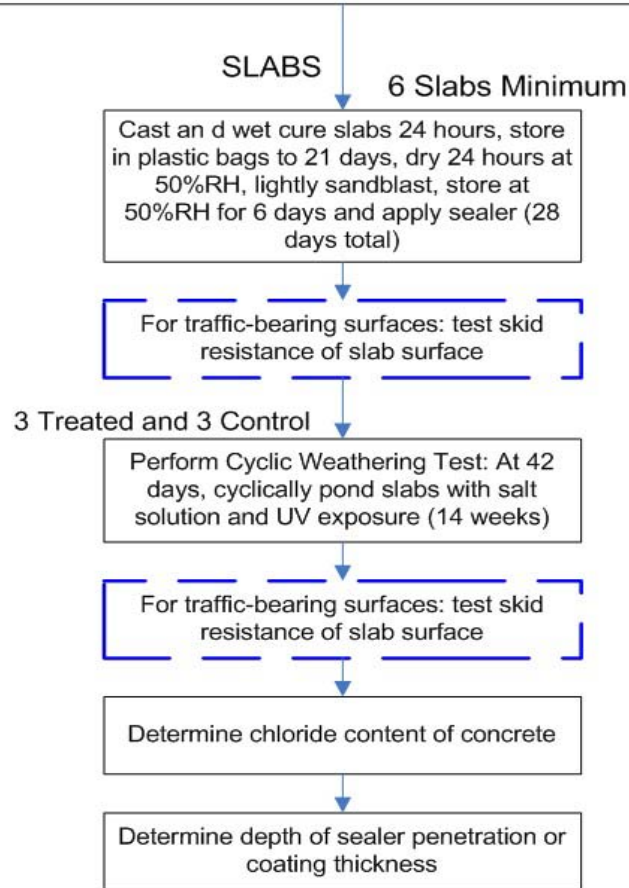 SLABS
6 Slabs Minimum
Cast an d wet cure slabs 24 hours, store
in plastic bags to 21 days, dry 24 hours at
50%RH, lightly sandblast, store at
50%RH for 6 days and apply sealer (28
days total)
For traffic-bearing surfaces: test skid
resistance of slab surface
3 Treated and 3 Control
Perform Cyclic Weathering Test: At 42
days, cyclically pond slabs with salt
solution and UV exposure (14 weeks)
For traffic-bearing surfaces: test skid
resistance of slab surface
Determine chloride content of concrete
Determine depth of sealer penetration or
coating thickness